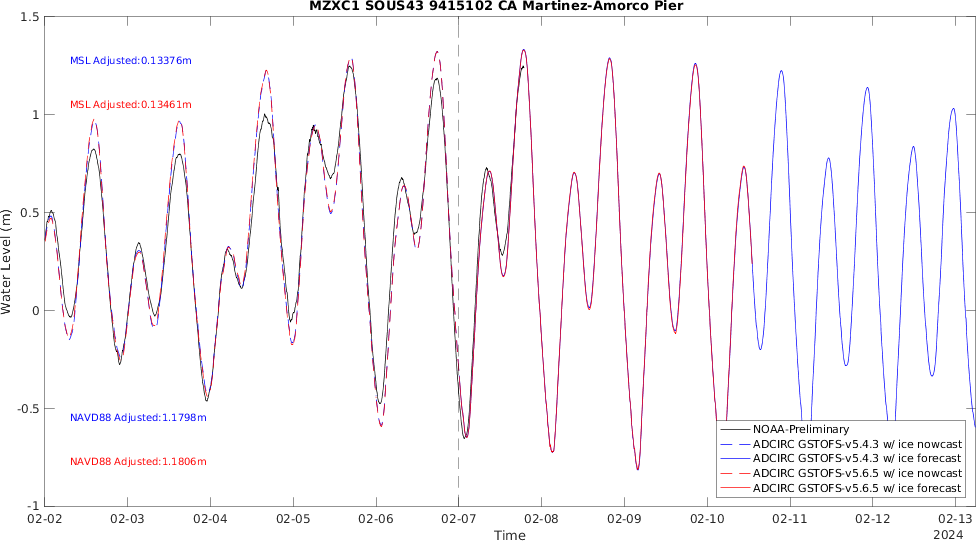 MZXC1 SOUS43 9415102 CA Martinez-Amorco Pier
1.5
MSL Adjusted:0.13376m
MSL Adjusted:0.13461m
1
0.5
Water Level (m)
0
-0.5
NAVD88 Adjusted:1.1798m
NAVD88 Adjusted:1.1806m
-1
NOAA-Preliminary
ADCIRC GSTOFS-v5.4.3 w/ ice nowcast
ADCIRC GSTOFS-v5.4.3 w/ ice forecast
ADCIRC GSTOFS-v5.6.5 w/ ice nowcast
ADCIRC GSTOFS-v5.6.5 w/ ice forecast
02-02 02-03 02-04 02-05 02-06 02-07 02-08 02-09 02-10 02-11 02-12 02-13
Time
2024